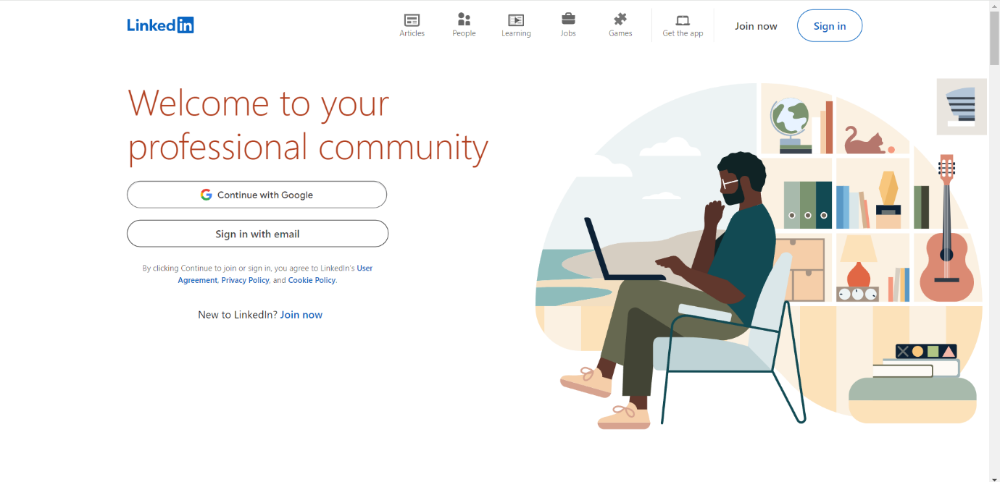 LinkedIn
Articles
People
Learning
Jobs
Games
Get the app
Join now
Sign in
Welcome to your
professional community
Continue with Google
Sign in with email
By clicking Continue to join or sign in, you agree to LinkedIn's User
Agreement, Privacy Policy, and Cookie Policy.
New to LinkedIn? Join now